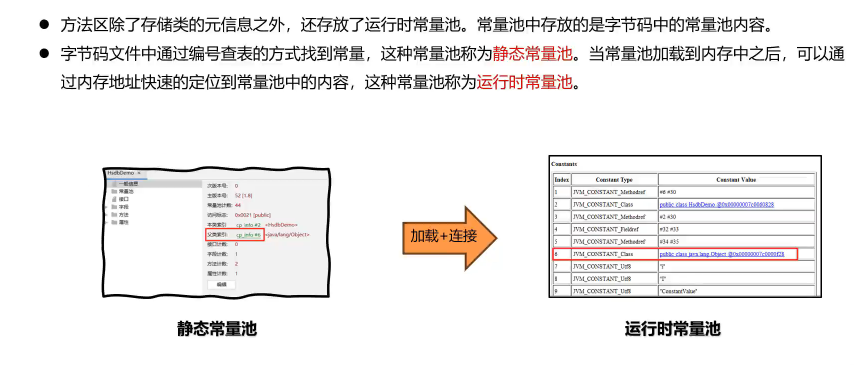 ● 方法区除了存储类的元信息之外，还存放了运行时常量池。常量池中存放的是字节码中的常量池内容。
● 字节码文件中通过编号查表的方式找到常量，这种常量池称为静态常量池。当常量池加载到内存中之后，可以通
过内存地址快速的定位到常量池中的内容，这种常量池称为运行时常量池。
HsdbDemo ×
一般信息
常量池
接口
字段
方法
属性
次版本号: 0
主版本号: 52 [1.8]
常量池计数: 44
访问标志: 0x0021 [public]
本类索引: cp_info #2 <HsdbDemo>
父类索引: cp_info #6 <java/lang/Object>
接口计数: 0
字段计数: 1
方法计数: 2
属性计数: 1
编辑
静态常量池
加载+连接
Constants
Index Constant Type Constant Value
1 JVM_CONSTANT_Methodref #6 #30
2 JVM_CONSTANT_Class public class HsdbDemo @0x00000007c0060828
3 JVM_CONSTANT_Methodref #2 #30
4 JVM_CONSTANT_Fieldref #32 #33
5 JVM_CONSTANT_Methodref #34 #35
6 JVM_CONSTANT_Class public class java.lang.Object @0x00000007c0000f28
7 JVM_CONSTANT_Utf8
8 JVM_CONSTANT_Utf8
9 JVM_CONSTANT_Utf8 "ConstantValue"
运行时常量池